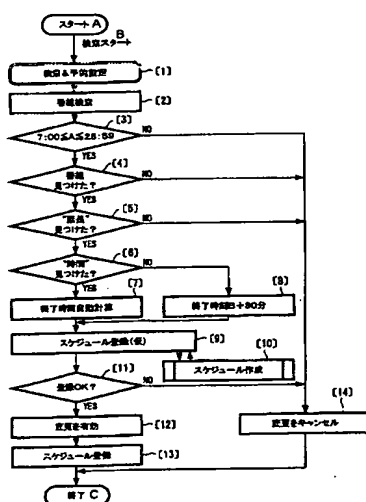 スタート A
B
検索スタート
検索&予約設定 [1]
番組検索 [2]
[3]
7:00≦A≦25:59 NO
YES
[4]
番組
見つけた? NO
YES
[5]
"延長"
見つけた? NO
YES
[6]
"時間"
見つけた? NO
YES
[7]
終了時間自動計算
[8]
終了時刻B+30分
スケジュール登録(仮) [9]
[10]
スケジュール作成
[11]
登録OK? NO
YES
変更を有効 [12]
[14]
変更をキャンセル
スケジュール登録 [13]
終了 C